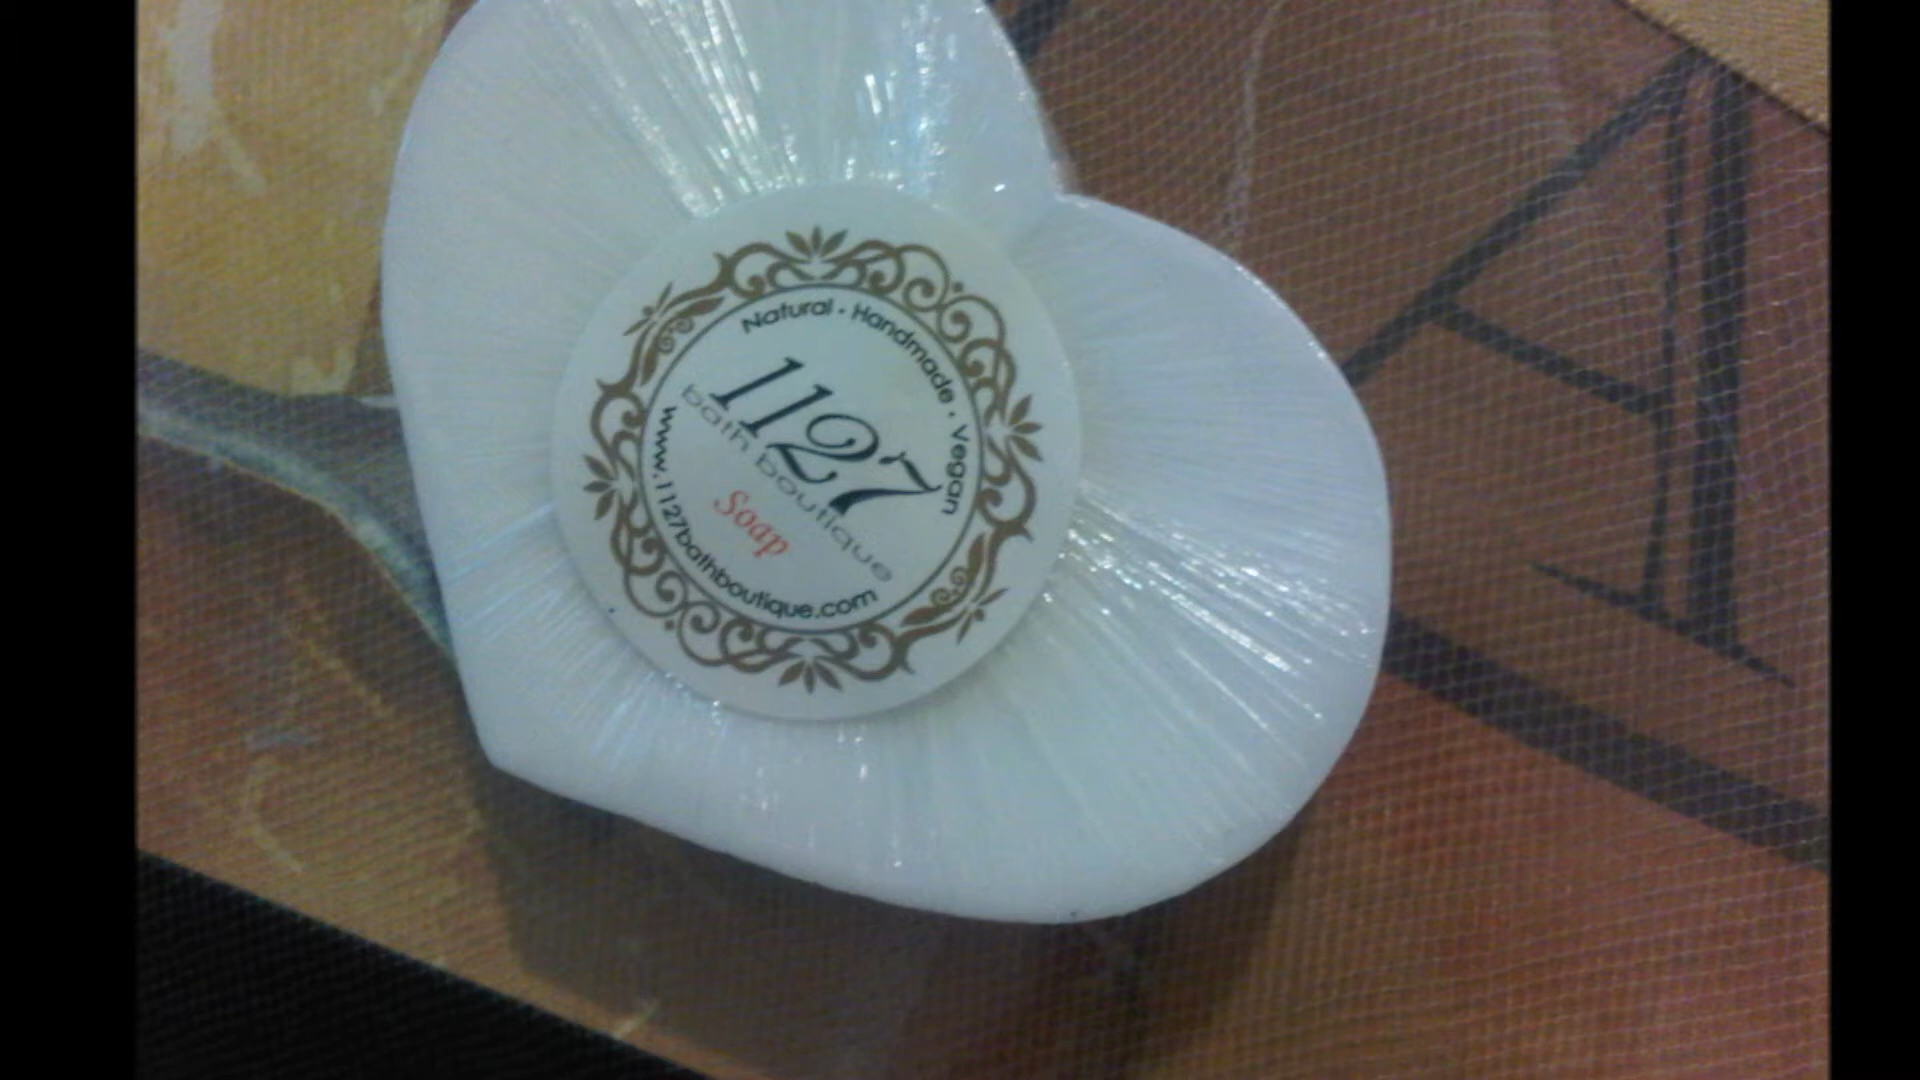 Natural • Handmade • Vegan
1127
bath boutique
Soap
www.1127bathboutique.com